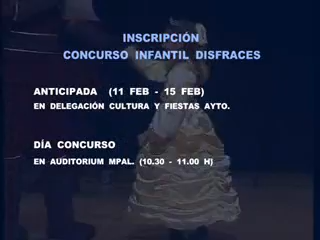 INSCRIPCIÓN
CONCURSO INFANTIL DISFRACES
ANTICIPADA (11 FEB - 15 FEB)
EN DELEGACIÓN CULTURA Y FIESTAS AYTO.
DÍA CONCURSO
EN AUDITORIUM MPAL. (10.30 - 11.00 H)